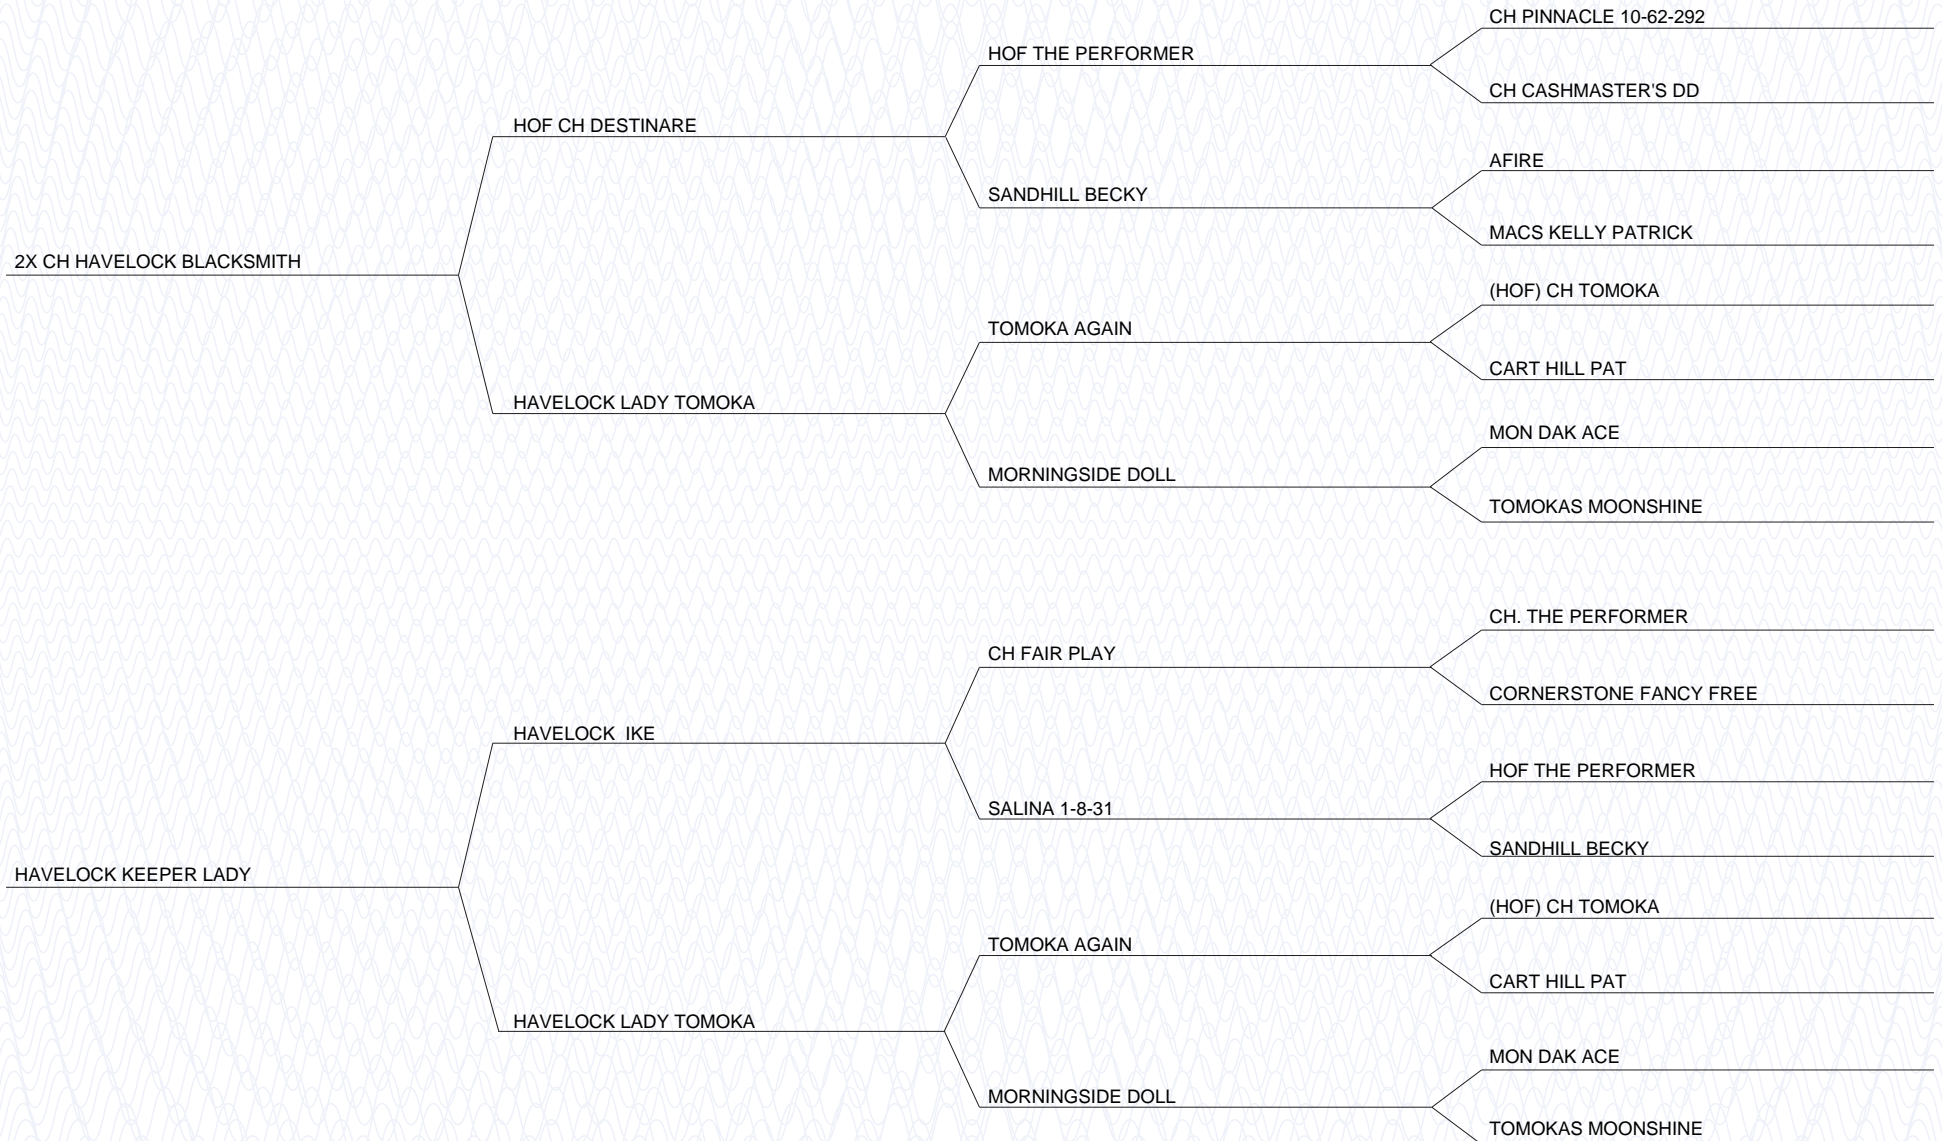 CH PINNACLE 10-62-292
HOF THE PERFORMER
CH CASHMASTER'S DD
HOF CH DESTINARE
AFIRE
SANDHILL BECKY
MACS KELLY PATRICK
2X CH HAVELOCK BLACKSMITH
(HOF) CH TOMOKA
TOMOKA AGAIN
CART HILL PAT
HAVELOCK LADY TOMOKA
MON DAK ACE
MORNINGSIDE DOLL
TOMOKAS MOONSHINE
CH. THE PERFORMER
CH FAIR PLAY
CORNERSTONE FANCY FREE
HAVELOCK  IKE
HOF THE PERFORMER
SALINA 1-8-31
SANDHILL BECKY
HAVELOCK KEEPER LADY
(HOF) CH TOMOKA
TOMOKA AGAIN
CART HILL PAT
HAVELOCK LADY TOMOKA
MON DAK ACE
MORNINGSIDE DOLL
TOMOKAS MOONSHINE